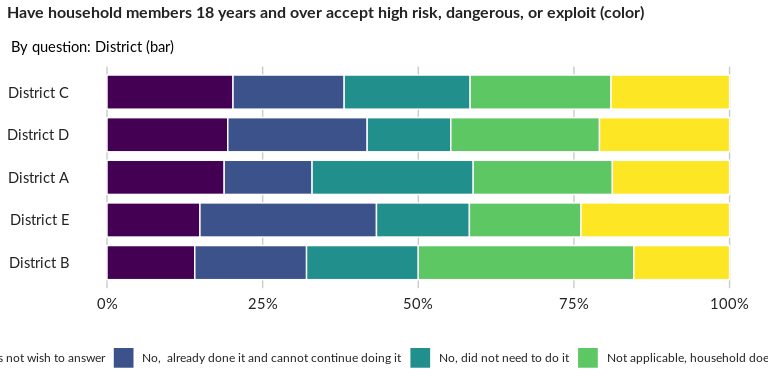 Have household members 18 years and over accept high risk, dangerous, or exploit (color)
By question: District (bar)
District C
District D
District A
District E
District B
0% 25% 50% 75% 100%
s not wish to answer No, already done it and cannot continue doing it No, did not need to do it Not applicable, household doe